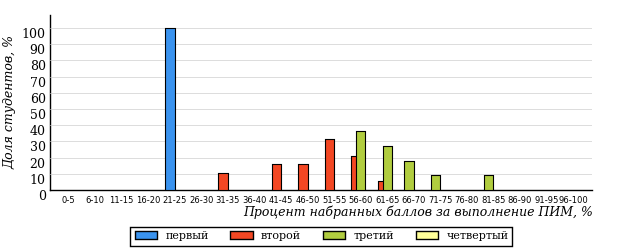 Доля студентов, %
100
90
80
70
60
50
40
30
20
10
0
0-5 6-10 11-15 16-20 21-25 26-30 31-35 36-40 41-45 46-50 51-55 56-60 61-65 66-70 71-75 76-80 81-85 86-90 91-95 96-100
Процент набранных баллов за выполнение ПИМ, %
первый второй третий четвертый